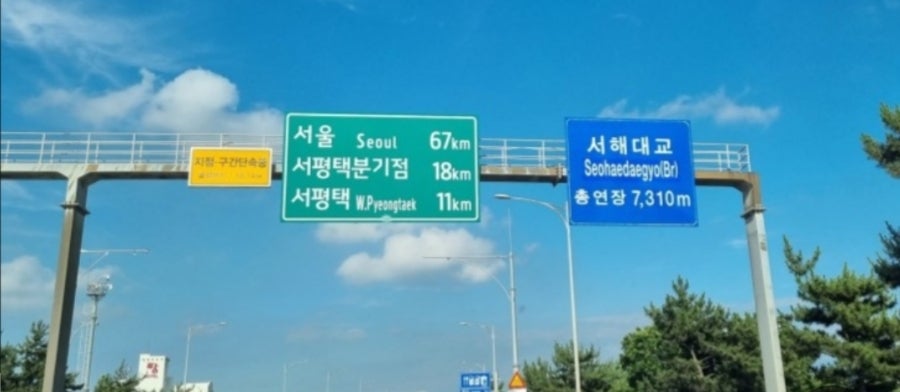 지점·구간단속중
서울 Seoul 67km
서평택분기점 18km
서평택 W.Pyeongtaek 11km
서해대교
Seohaedaegyo(Br)
총연장 7,310m